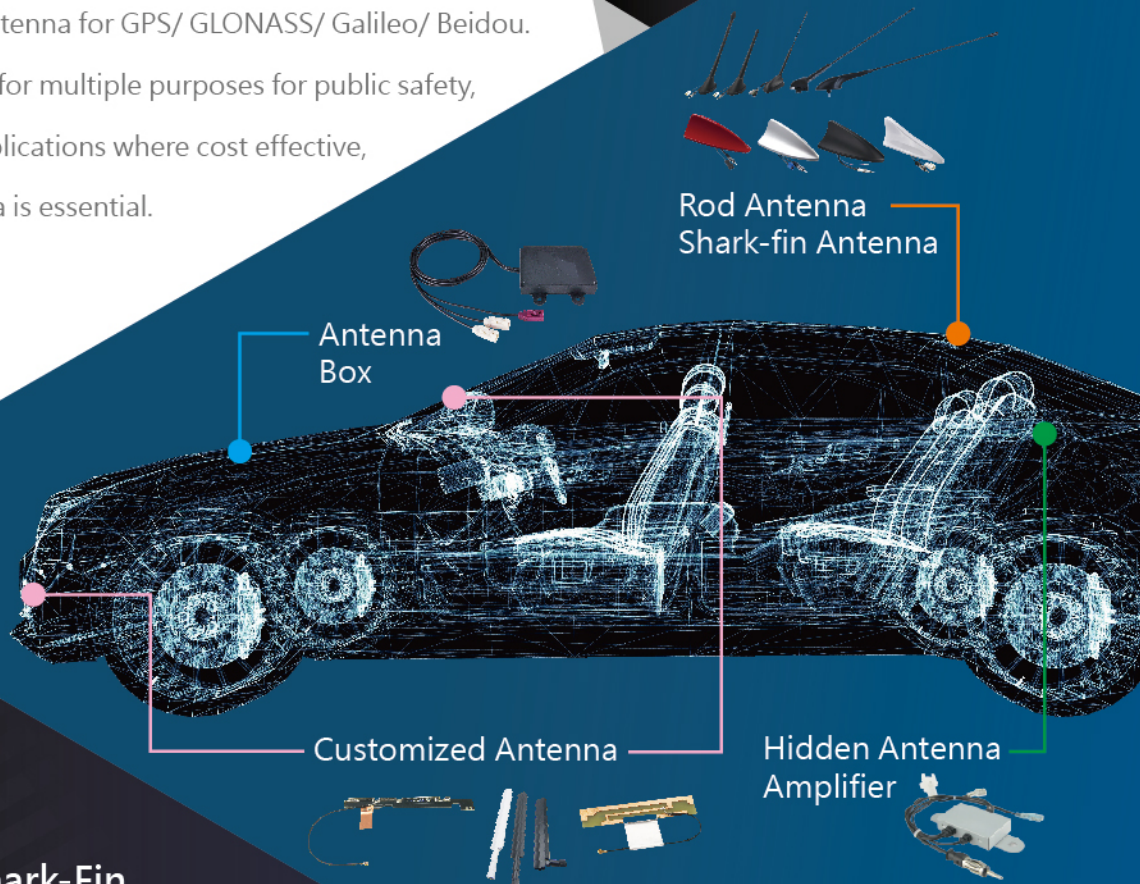 tenna for GPS/ GLONASS/ Galileo/ Beidou.
for multiple purposes for public safety,
lications where cost effective,
is essential.
Rod Antenna
Shark-fin Antenna
Antenna
Box
Customized Antenna
Hidden Antenna
Amplifier
ark-Fin